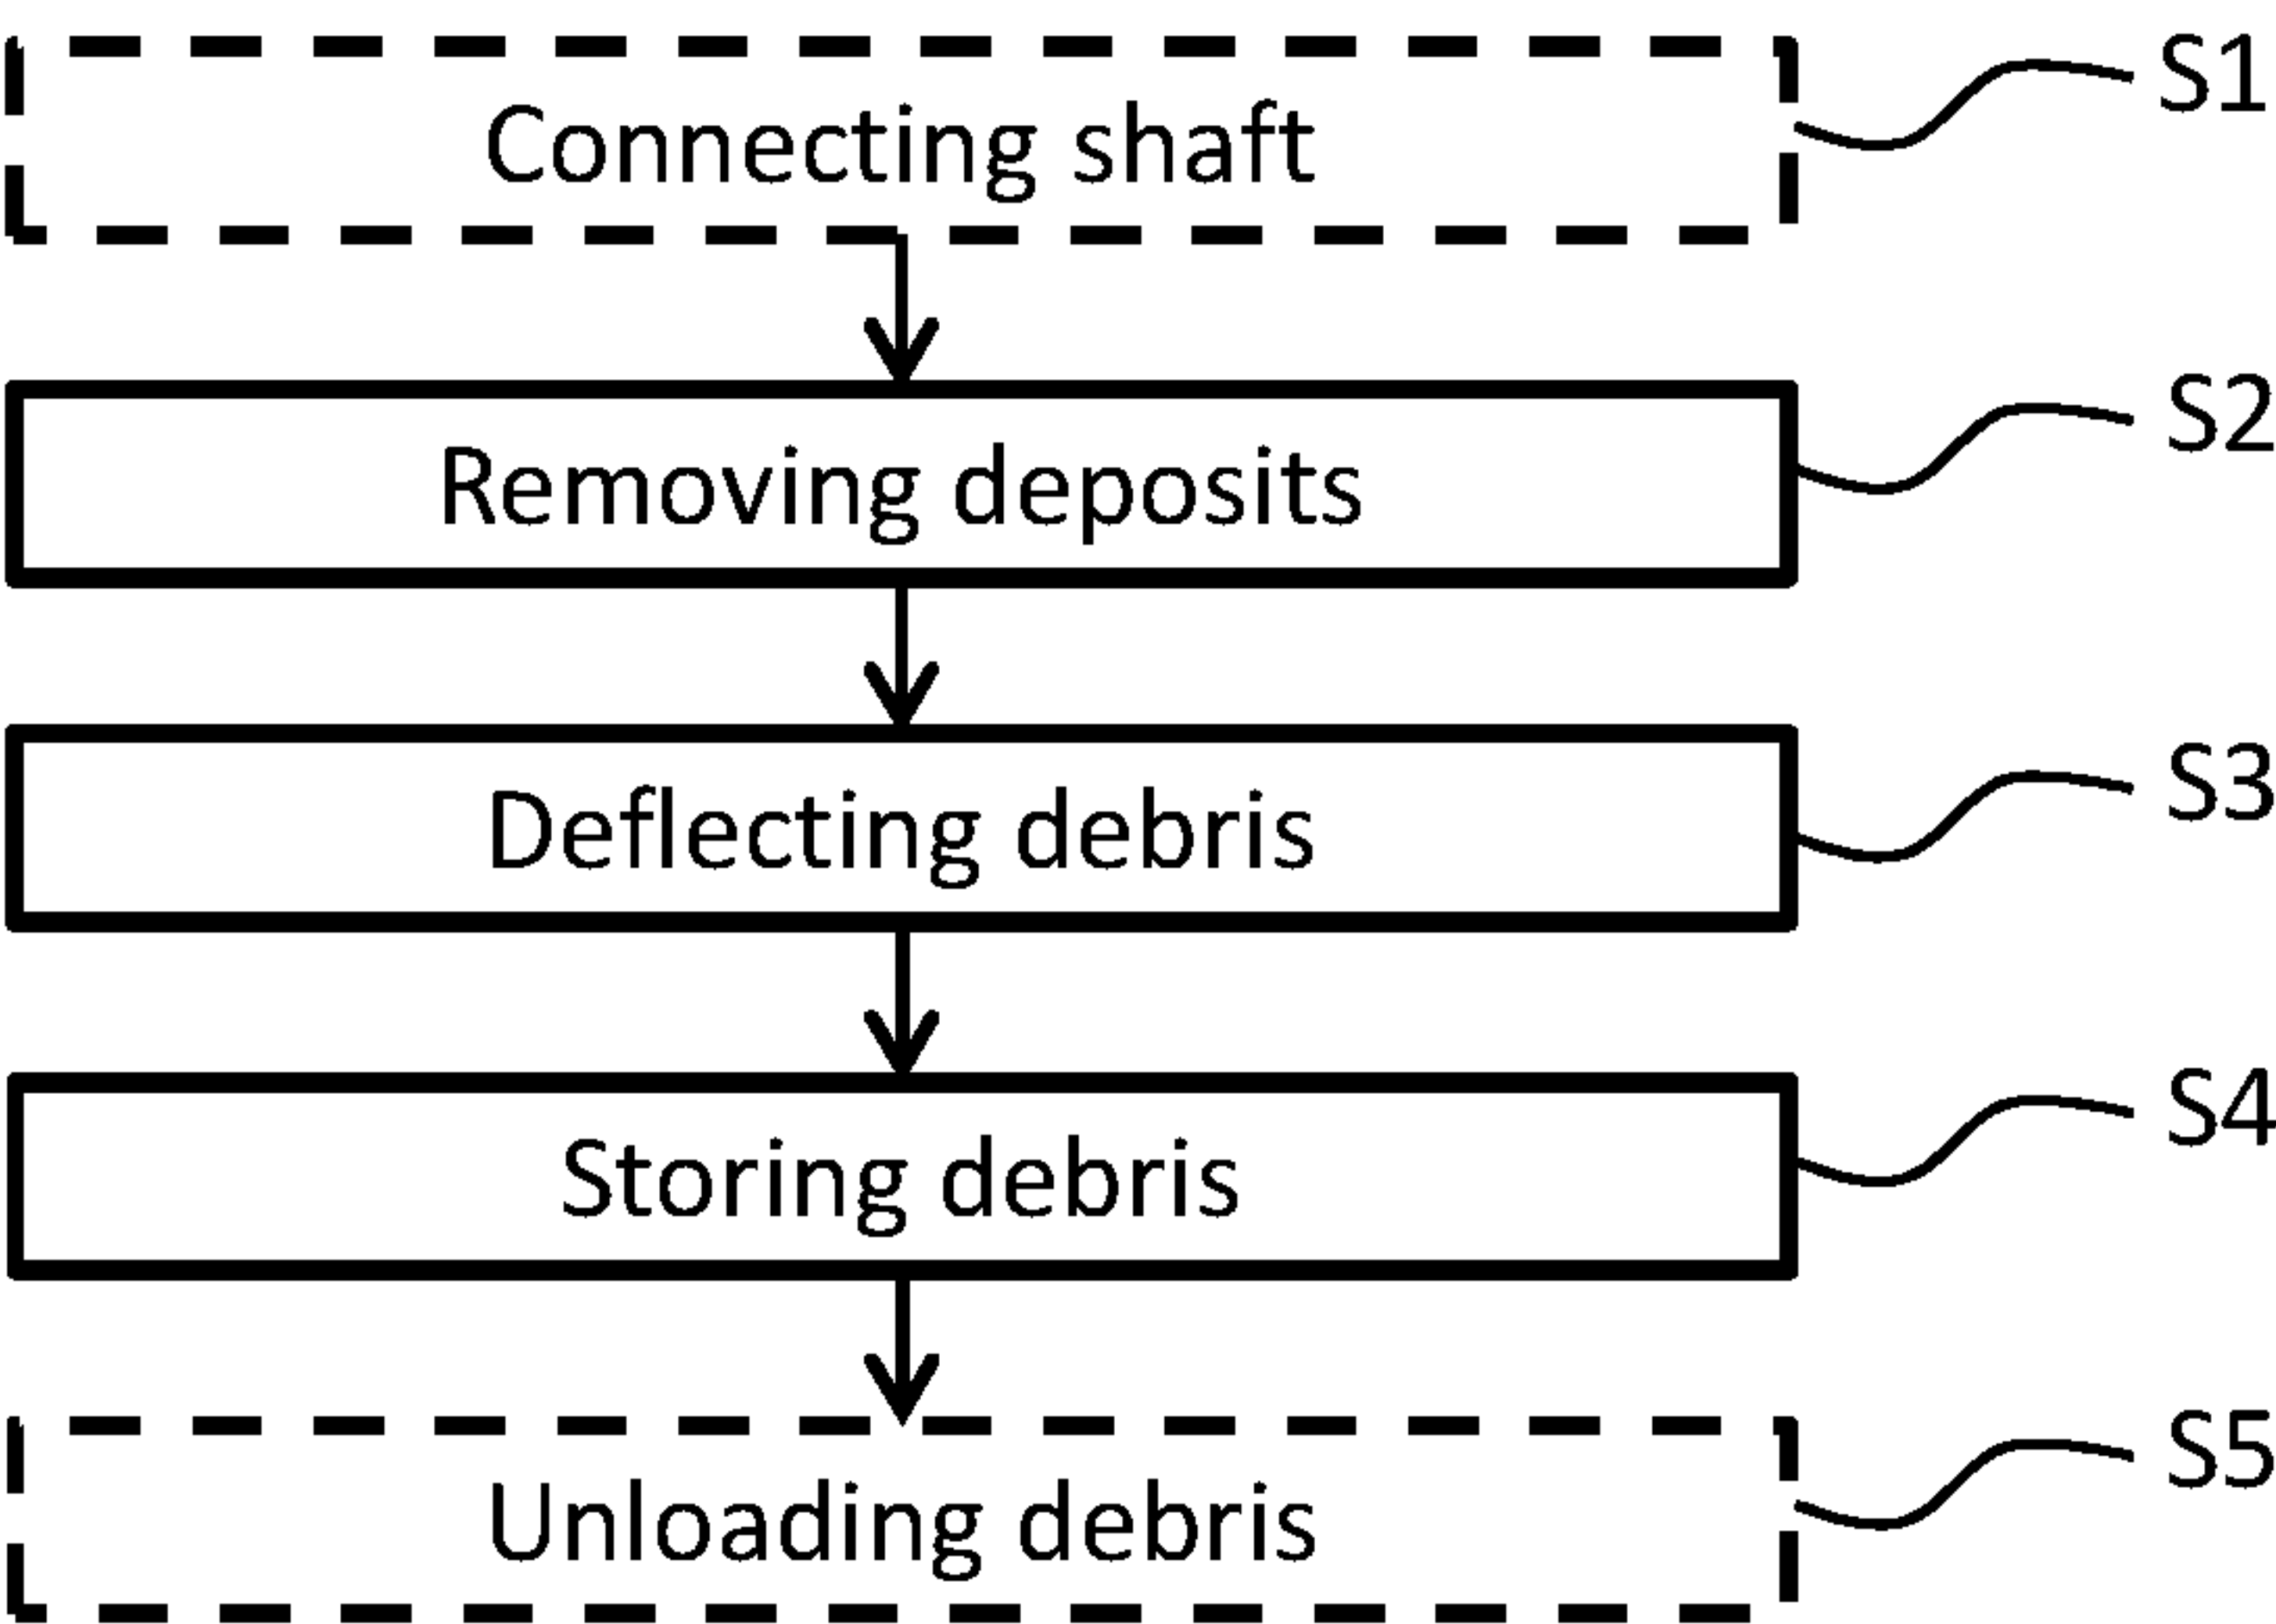 Connecting shaft S1
Removing deposits S2
Deflecting debris S3
Storing debris S4
Unloading debris S5